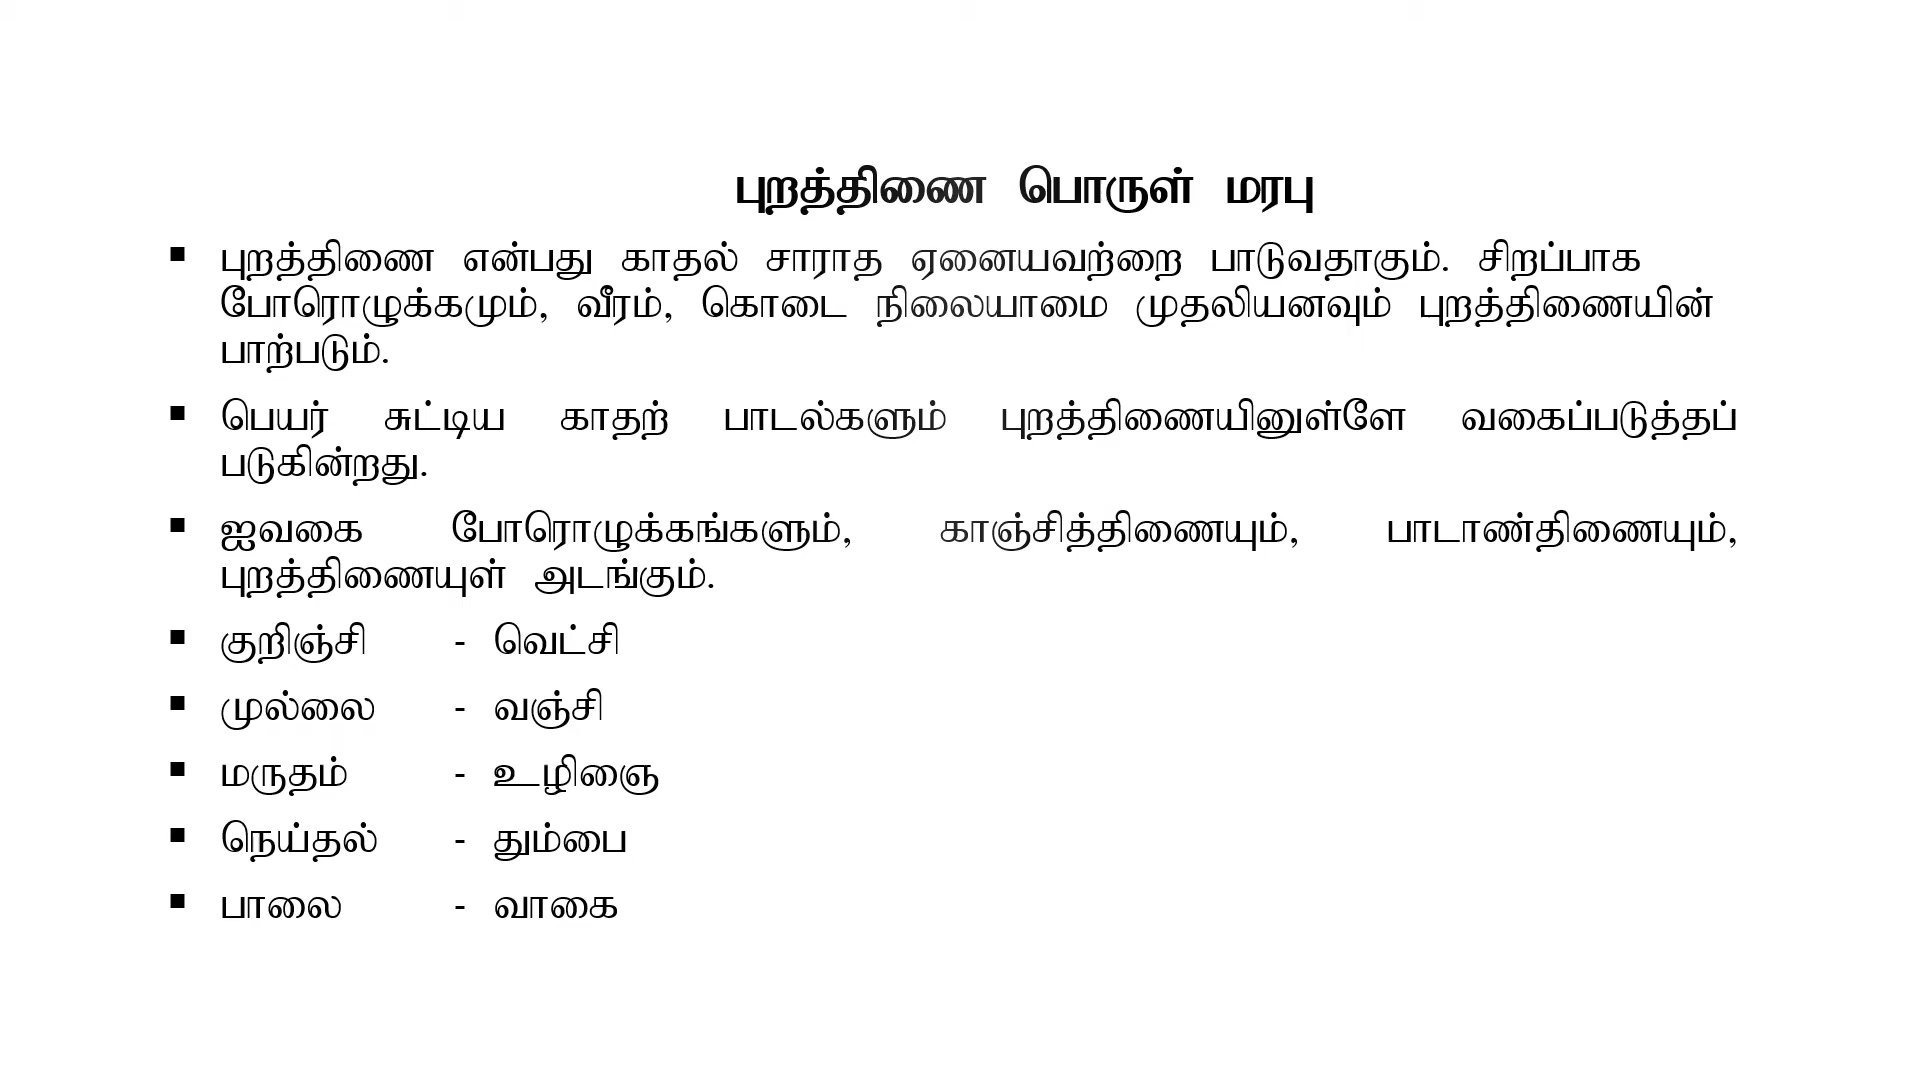 புறத்திணை பொருள் மரபு
▪ புறத்திணை என்பது காதல் சாராத ஏனையவற்றை பாடுவதாகும். சிறப்பாக
போரொழுக்கமும், வீரம், கொடை நிலையாமை முதலியனவும் புறத்திணையின்
பாற்படும்.
▪ பெயர் சுட்டிய காதற் பாடல்களும் புறத்திணையினுள்ளே வகைப்படுத்தப்
படுகின்றது.
▪ ஐவகை போரொழுக்கங்களும், காஞ்சித்திணையும், பாடாண்திணையும்,
புறத்திணையுள் அடங்கும்.
▪ குறிஞ்சி - வெட்சி
▪ முல்லை - வஞ்சி
▪ மருதம் - உழிஞை
▪ நெய்தல் - தும்பை
▪ பாலை - வாகை